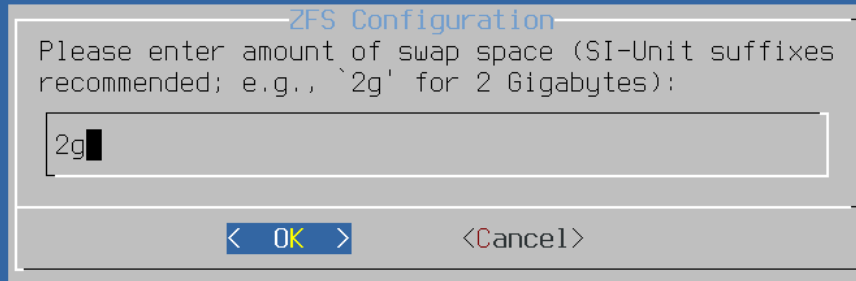 ZFS Configuration
Please enter amount of swap space (SI-Unit suffixes
recommended; e.g., `2g' for 2 Gigabytes):
2g
< OK > <Cancel>